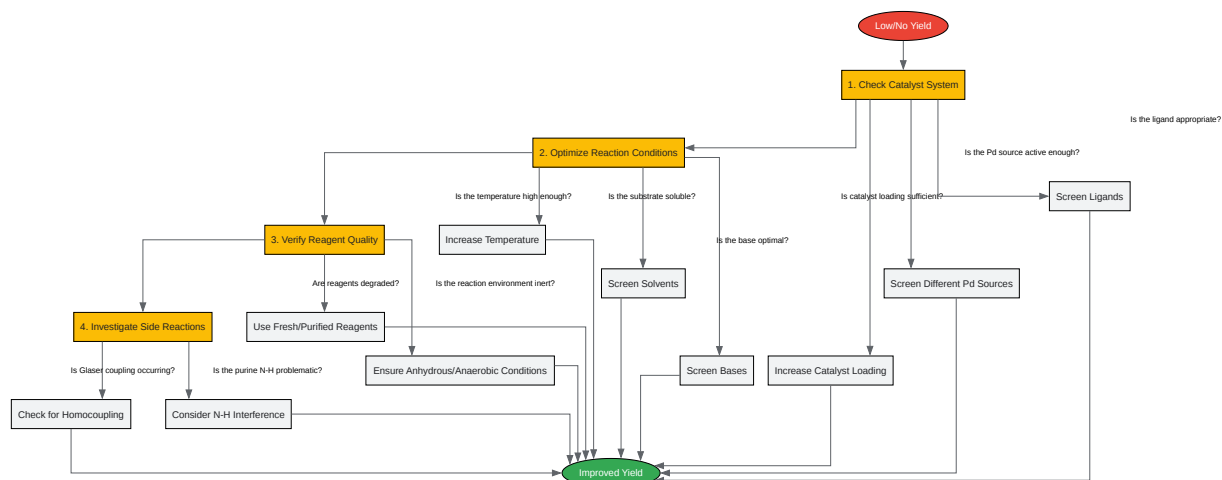 Low/No Yield
1. Check Catalyst System
Is the ligand appropriate?
2. Optimize Reaction Conditions
Is the Pd source active enough?
Is the temperature high enough?
Is the substrate soluble?
Is catalyst loading sufficient?
Screen Ligands
3. Verify Reagent Quality
Increase Temperature
Is the base optimal?
Are reagents degraded?
Is the reaction environment inert?
Screen Solvents
Screen Different Pd Sources
4. Investigate Side Reactions
Use Fresh/Purified Reagents
Is Glaser coupling occurring?
Is the purine N-H problematic?
Ensure Anhydrous/Anaerobic Conditions
Screen Bases
Increase Catalyst Loading
Check for Homocoupling
Consider N-H Interference
Improved Yield